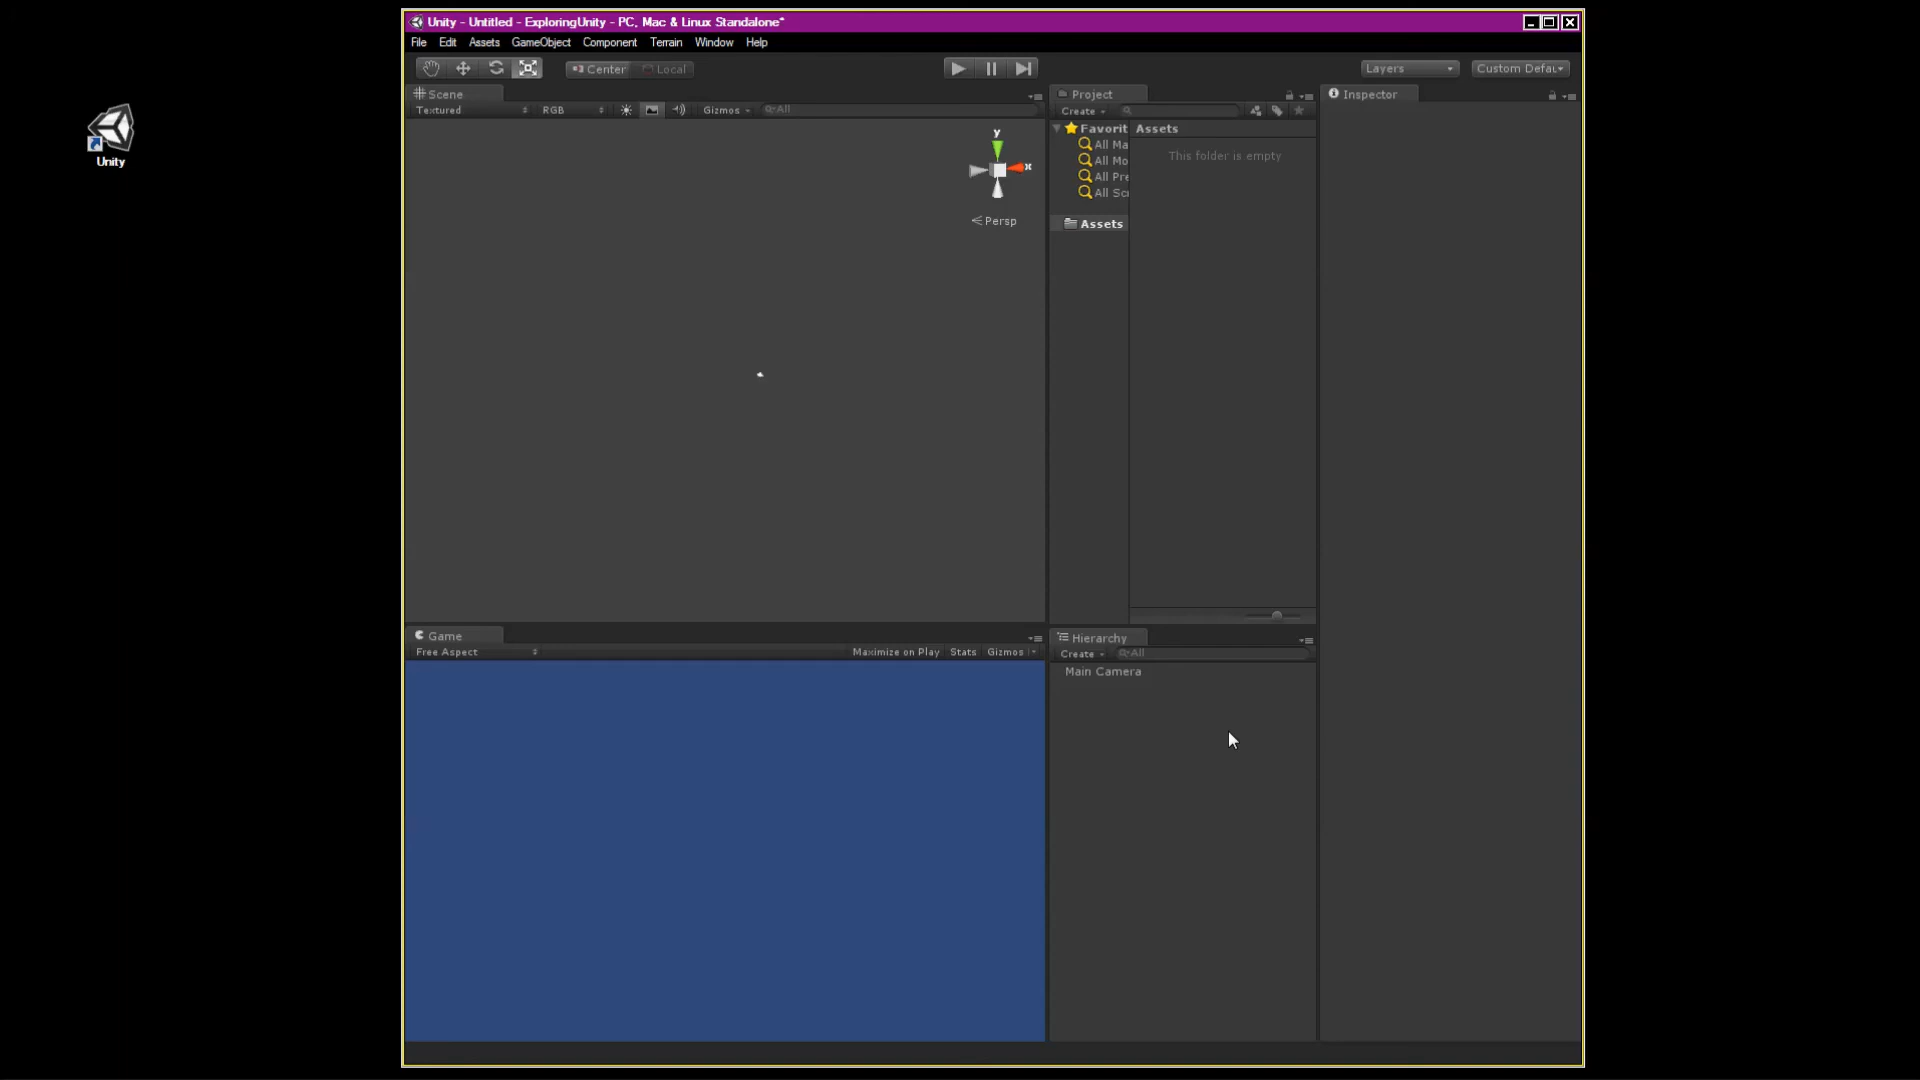 Unity - Untitled - ExploringUnity - PC, Mac & Linux Standalone*
File Edit Assets GameObject Component Terrain Window Help
Center Local
Layers
Custom Defau
Scene
Textured RGB Gizmos All
y
x
Persp
Project
Create
Favorit
All Ma
All Mo
All Pre
All Scr
Assets
Assets
This folder is empty
Inspector
Unity
Game
Free Aspect Maximize on Play Stats Gizmos
Hierarchy
Create All
Main Camera